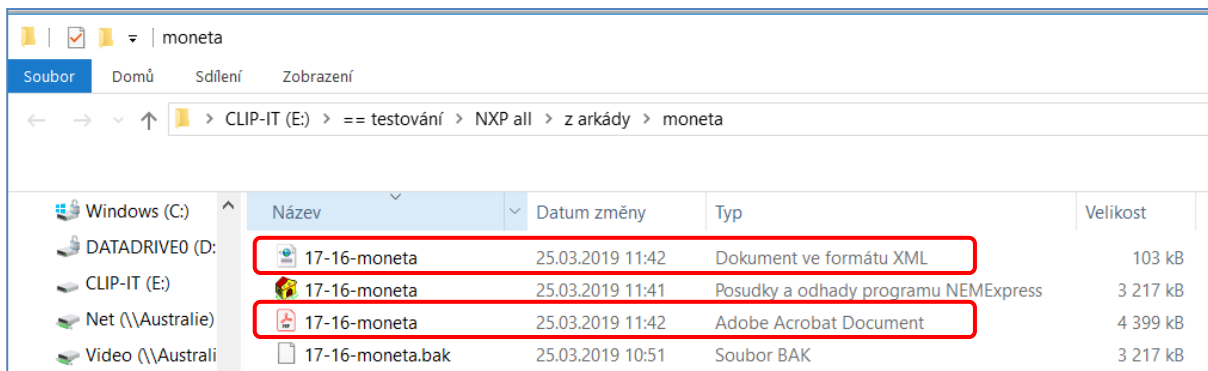 moneta
Soubor Domů Sdílení Zobrazení
CLIP-IT (E:) > == testování > NXP all > z arkády > moneta
Windows (C:) Název Datum změny Typ Velikost
DATADRIVE0 (D: 17-16-moneta 25.03.2019 11:42 Dokument ve formátu XML 103 kB
CLIP-IT (E:) 17-16-moneta 25.03.2019 11:41 Posudky a odhady programu NEMExpress 3 217 kB
Net (\\Australie) 17-16-moneta 25.03.2019 11:42 Adobe Acrobat Document 4 399 kB
Video (\\Australi 17-16-moneta.bak 25.03.2019 10:51 Soubor BAK 3 217 kB